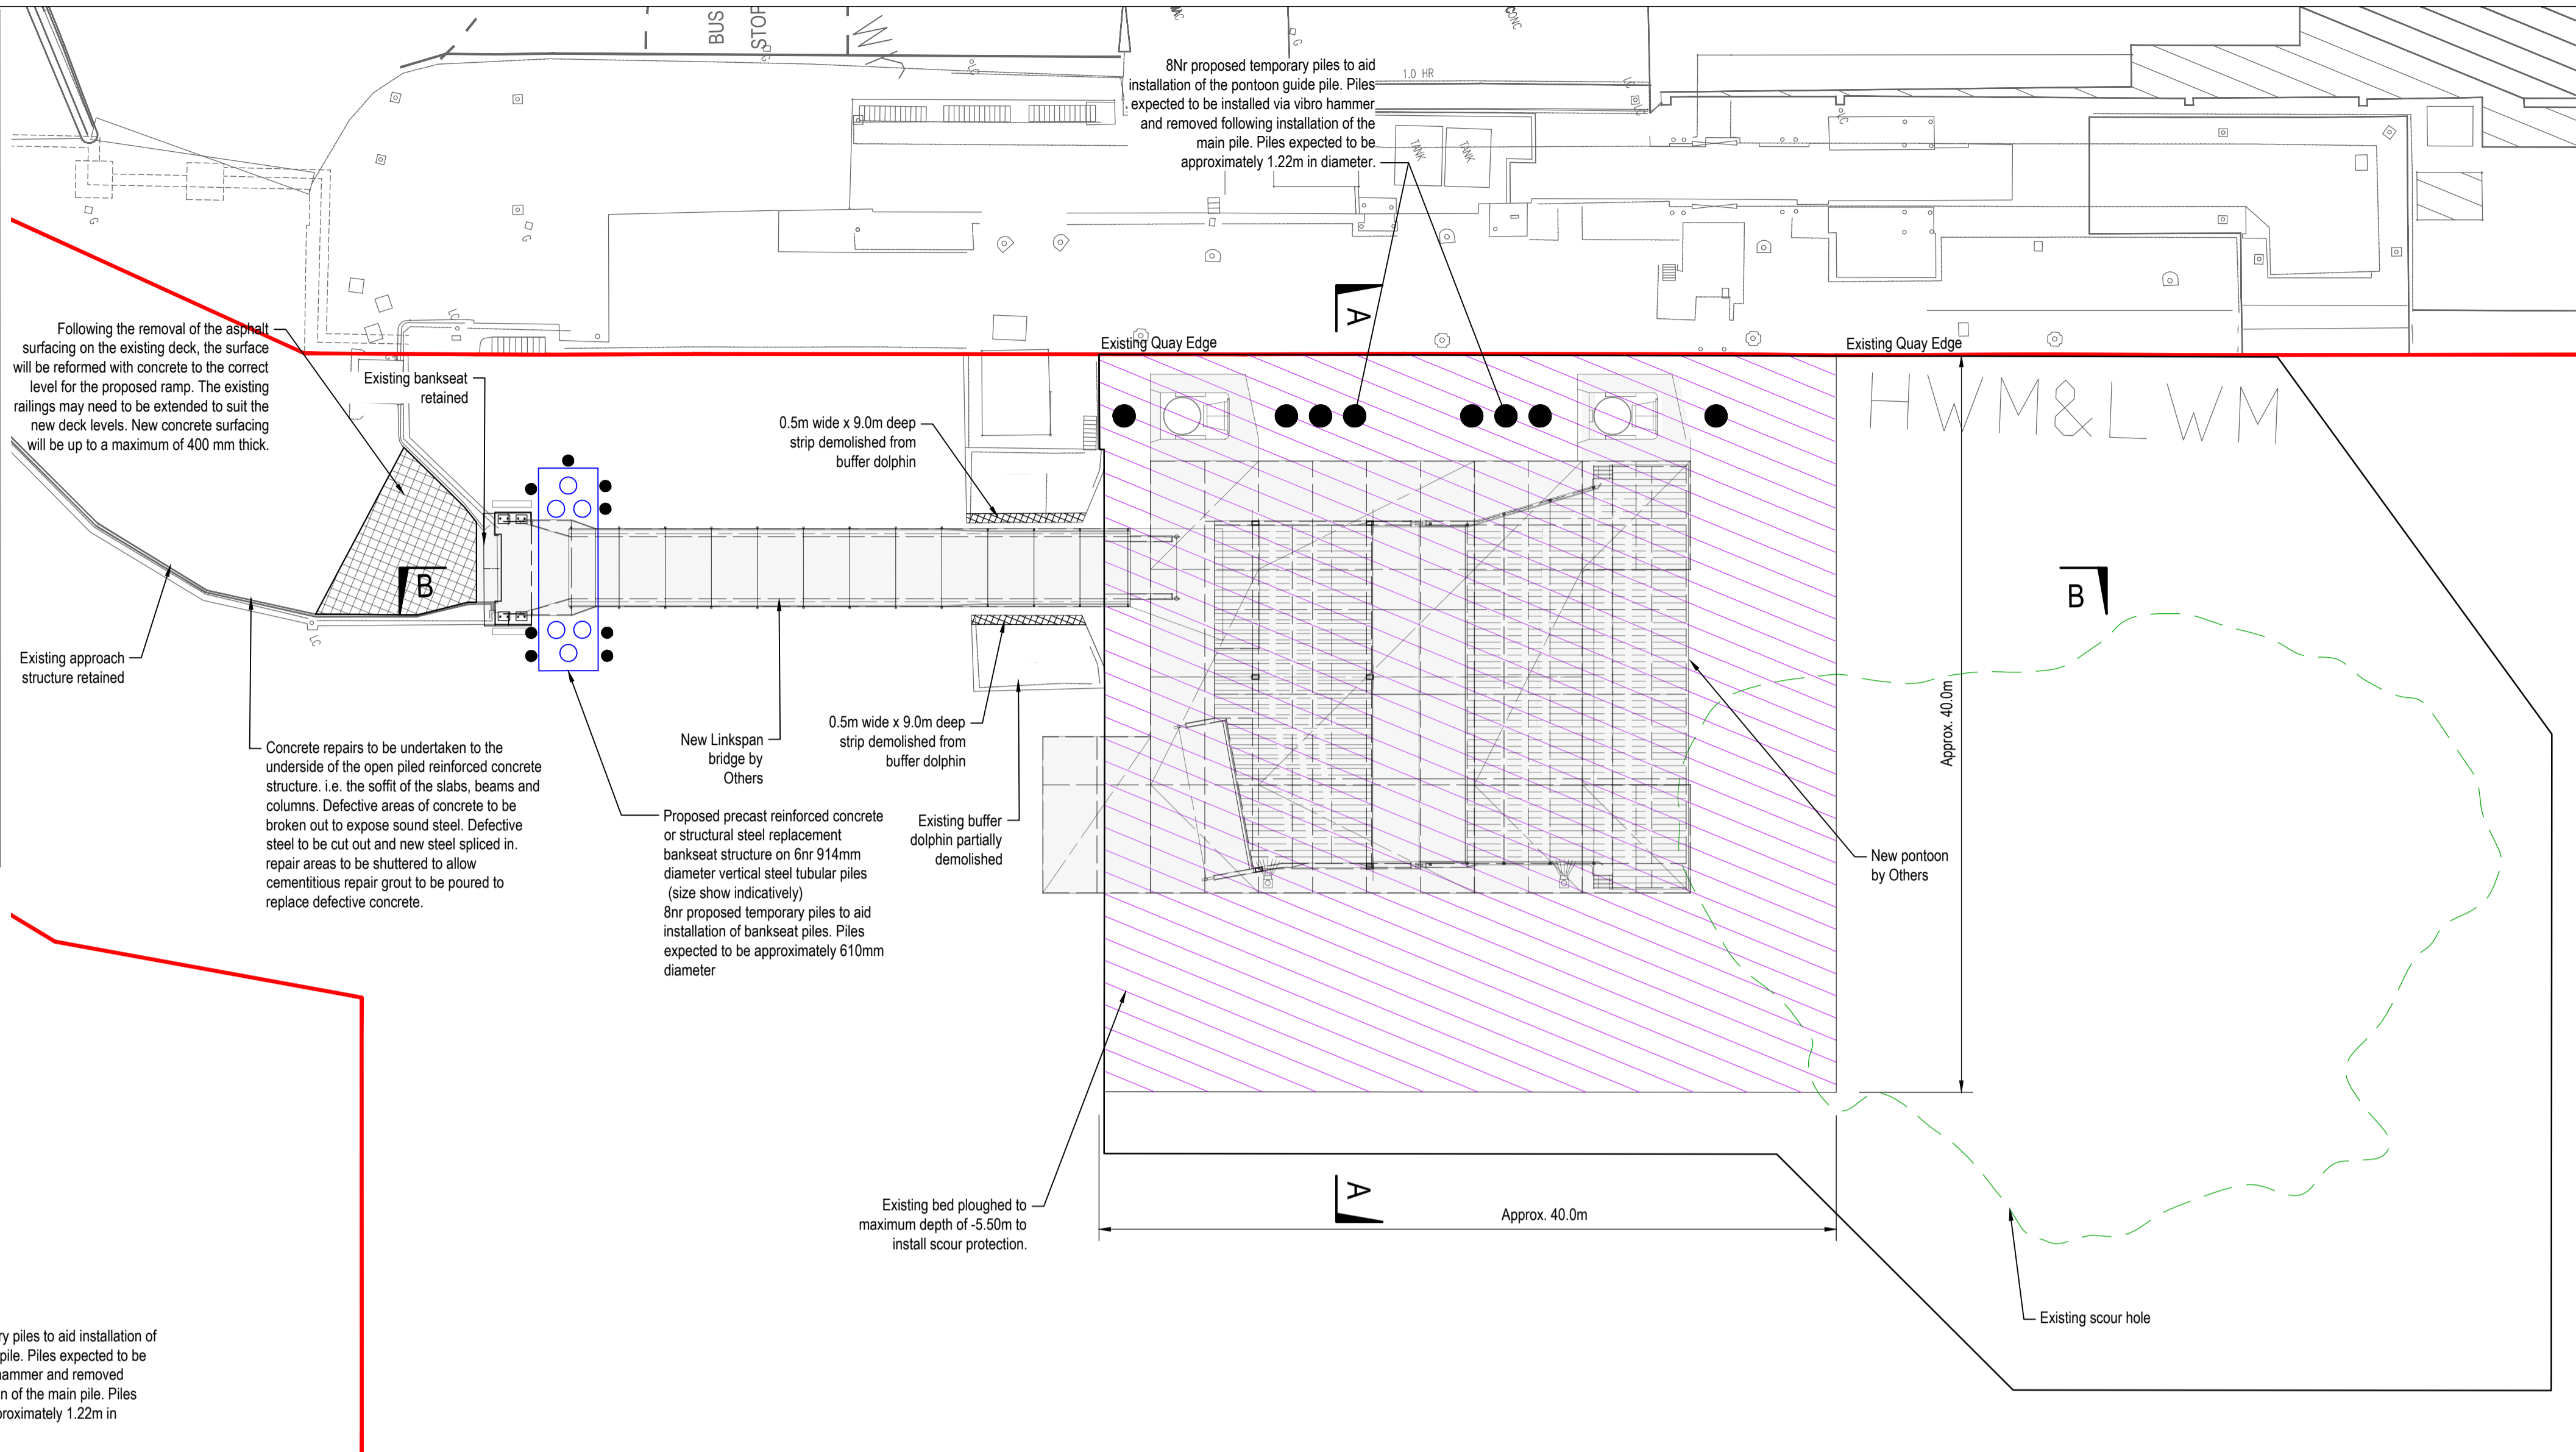 BUS
STOP
CONC
G
LC
8Nr proposed temporary piles to aid
installation of the pontoon guide pile. Piles
expected to be installed via vibro hammer
and removed following installation of the
main pile. Piles expected to be
approximately 1.22m in diameter.
1.0 HR
LC
LC
TANK
TANK
LC
G
G
A
LC
Following the removal of the asphalt
surfacing on the existing deck, the surface
will be reformed with concrete to the correct
level for the proposed ramp. The existing
railings may need to be extended to suit the
new deck levels. New concrete surfacing
will be up to a maximum of 400 mm thick.
Existing bankseat
retained
Existing Quay Edge
Existing Quay Edge
HWM&LWM
0.5m wide x 9.0m deep
strip demolished from
buffer dolphin
B
B
LC
Existing approach
structure retained
Approx. 40.0m
Concrete repairs to be undertaken to the
underside of the open piled reinforced concrete
structure. i.e. the soffit of the slabs, beams and
columns. Defective areas of concrete to be
broken out to expose sound steel. Defective
steel to be cut out and new steel spliced in.
repair areas to be shuttered to allow
cementitious repair grout to be poured to
replace defective concrete.
New Linkspan
bridge by
Others
0.5m wide x 9.0m deep
strip demolished from
buffer dolphin
Proposed precast reinforced concrete
or structural steel replacement
bankseat structure on 6nr 914mm
diameter vertical steel tubular piles
(size show indicatively)
8nr proposed temporary piles to aid
installation of bankseat piles. Piles
expected to be approximately 610mm
diameter
Existing buffer
dolphin partially
demolished
New pontoon
by Others
Existing bed ploughed to
maximum depth of -5.50m to
install scour protection.
A
Approx. 40.0m
Existing scour hole
ry piles to aid installation of
pile. Piles expected to be
hammer and removed
n of the main pile. Piles
proximately 1.22m in